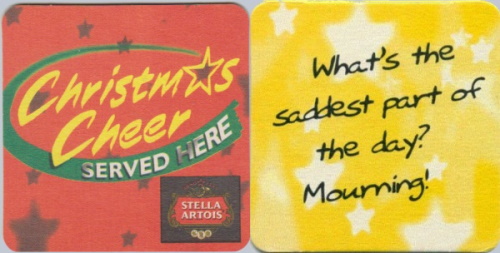 Christmas
Cheer
SERVED HERE
STELLA
ARTOIS
What's the
saddest part of
the day?
Mourning!